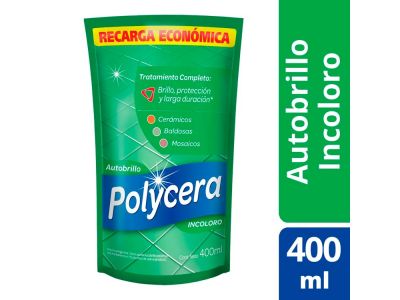 RECARGA ECONÓMICA
Tratamiento Completo:
Brillo, protección
y larga duración*
Cerámicos
Baldosas
Mosaicos
Autobrillo
Polycera
INCOLORO
400ml
Autobrillo
Incoloro
400
ml